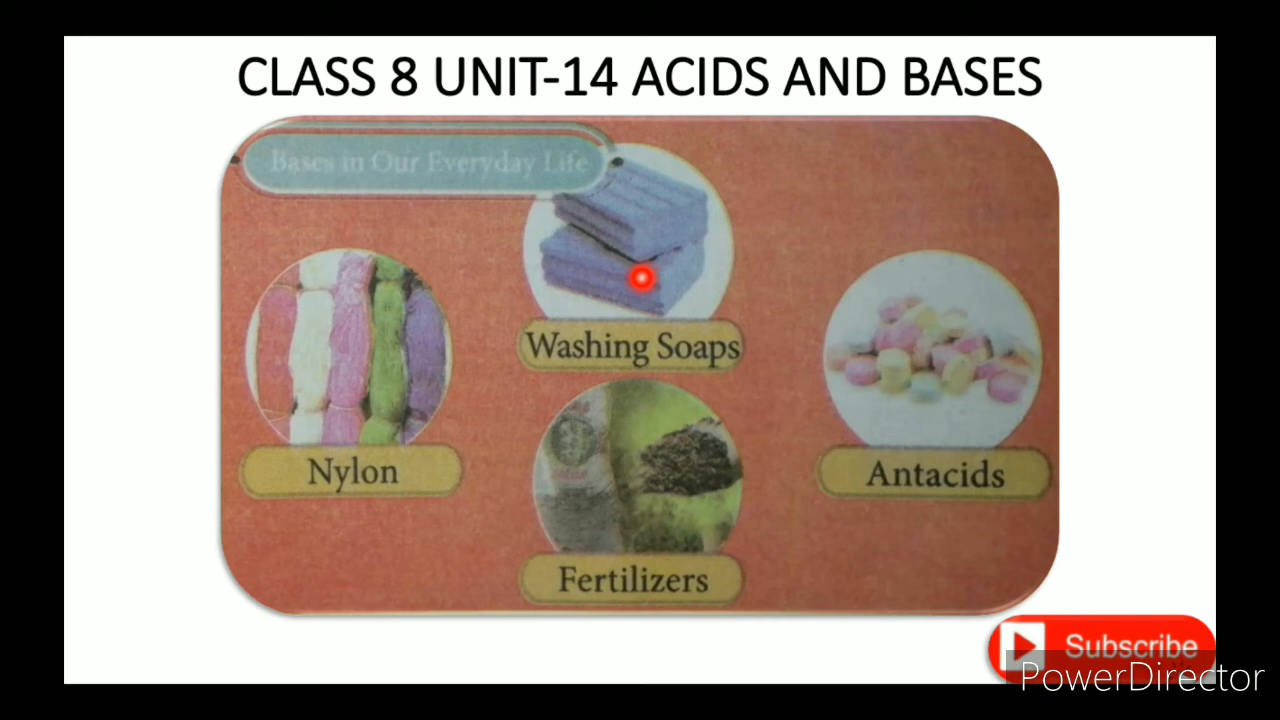 CLASS 8 UNIT-14 ACIDS AND BASES
Bases in Our Everyday Life
Washing Soaps
Nylon
Antacids
Fertilizers
Subscribe
PowerDirector